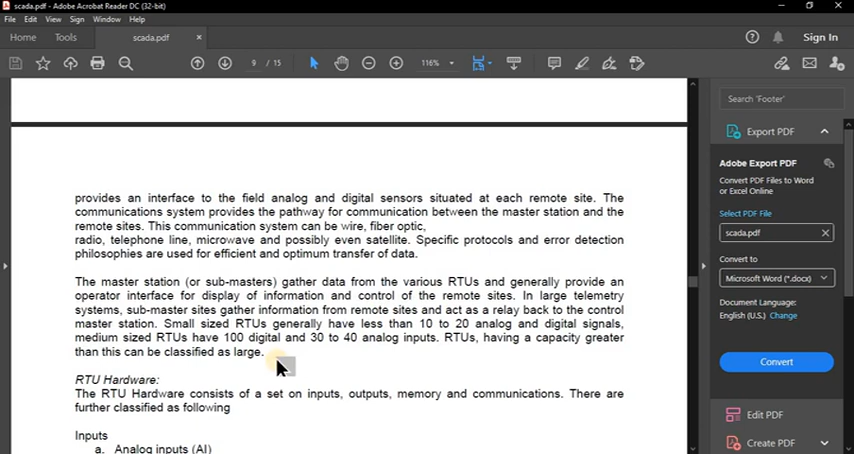 scada.pdf - Adobe Acrobat Reader DC (32-bit)
File Edit View Sign Window Help
Home Tools scada.pdf × Sign In
9 / 15 116%
Search 'Footer'
Export PDF
Adobe Export PDF
Convert PDF Files to Word
or Excel Online
Select PDF File
scada.pdf
Convert to
Microsoft Word (*.docx)
Document Language:
English (U.S.) Change
Convert
Edit PDF
Create PDF
provides an interface to the field analog and digital sensors situated at each remote site. The
communications system provides the pathway for communication between the master station and the
remote sites. This communication system can be wire, fiber optic,
radio, telephone line, microwave and possibly even satellite. Specific protocols and error detection
philosophies are used for efficient and optimum transfer of data.
The master station (or sub-masters) gather data from the various RTUs and generally provide an
operator interface for display of information and control of the remote sites. In large telemetry
systems, sub-master sites gather information from remote sites and act as a relay back to the control
master station. Small sized RTUs generally have less than 10 to 20 analog and digital signals,
medium sized RTUs have 100 digital and 30 to 40 analog inputs. RTUs, having a capacity greater
than this can be classified as large.
RTU Hardware:
The RTU Hardware consists of a set on inputs, outputs, memory and communications. There are
further classified as following
Inputs
a. Analog inputs (AI)